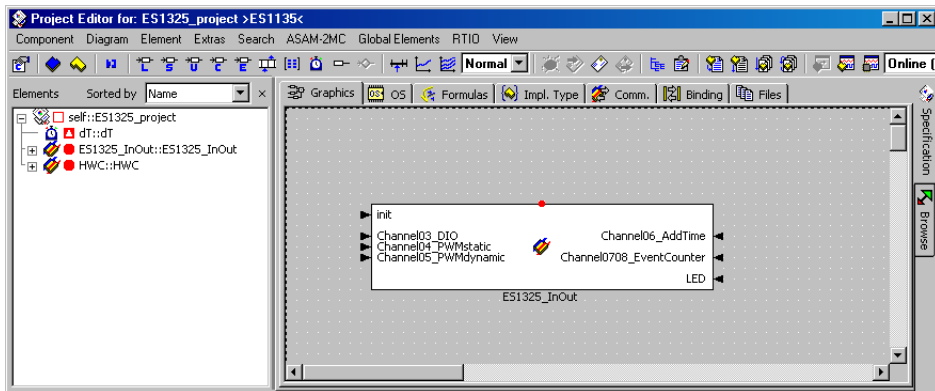 Project Editor for: ES1325_project >ES1135<
Component Diagram Element Extras Search ASAM-2MC Global Elements RTIO View
Normal Online (
Elements Sorted by Name ×
Graphics OS Formulas Impl. Type Comm. Binding Files
self::ES1325_project
dT::dT
ES1325_InOut::ES1325_InOut
HWC::HWC
init
Channel03_DIO
Channel04_PWMstatic
Channel05_PWMdynamic
Channel06_AddTime
Channel0708_EventCounter
LED
ES1325_InOut
Specification
Browse